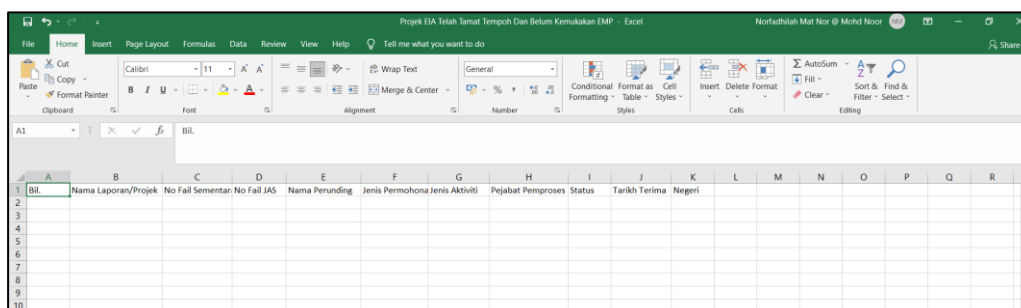 Projek EIA Telah Tamat Tempoh Dan Belum Kemukakan EMP - Excel
Norfadhilah Mat Nor @ Mohd Noor NM
File Home Insert Page Layout Formulas Data Review View Help Tell me what you want to do Share
Cut
Copy
Format Painter
Paste
Clipboard
Calibri 11 A A
B I U A
Font
Wrap Text
Merge & Center
Alignment
General
% ,
Number
Conditional Formatting
Format as Table
Cell Styles
Styles
Insert Delete Format
Cells
AutoSum
Fill
Clear
Sort & Filter
Find & Select
Editing
A1 fx Bil.
A B C D E F G H I J K L M N O P Q R
1 Bil. Nama Laporan/Projek No Fail Sementar No Fail JAS Nama Perunding Jenis Permohona Jenis Aktiviti Pejabat Pemproses Status Tarikh Terima Negeri
2
3
4
5
6
7
8
9
10